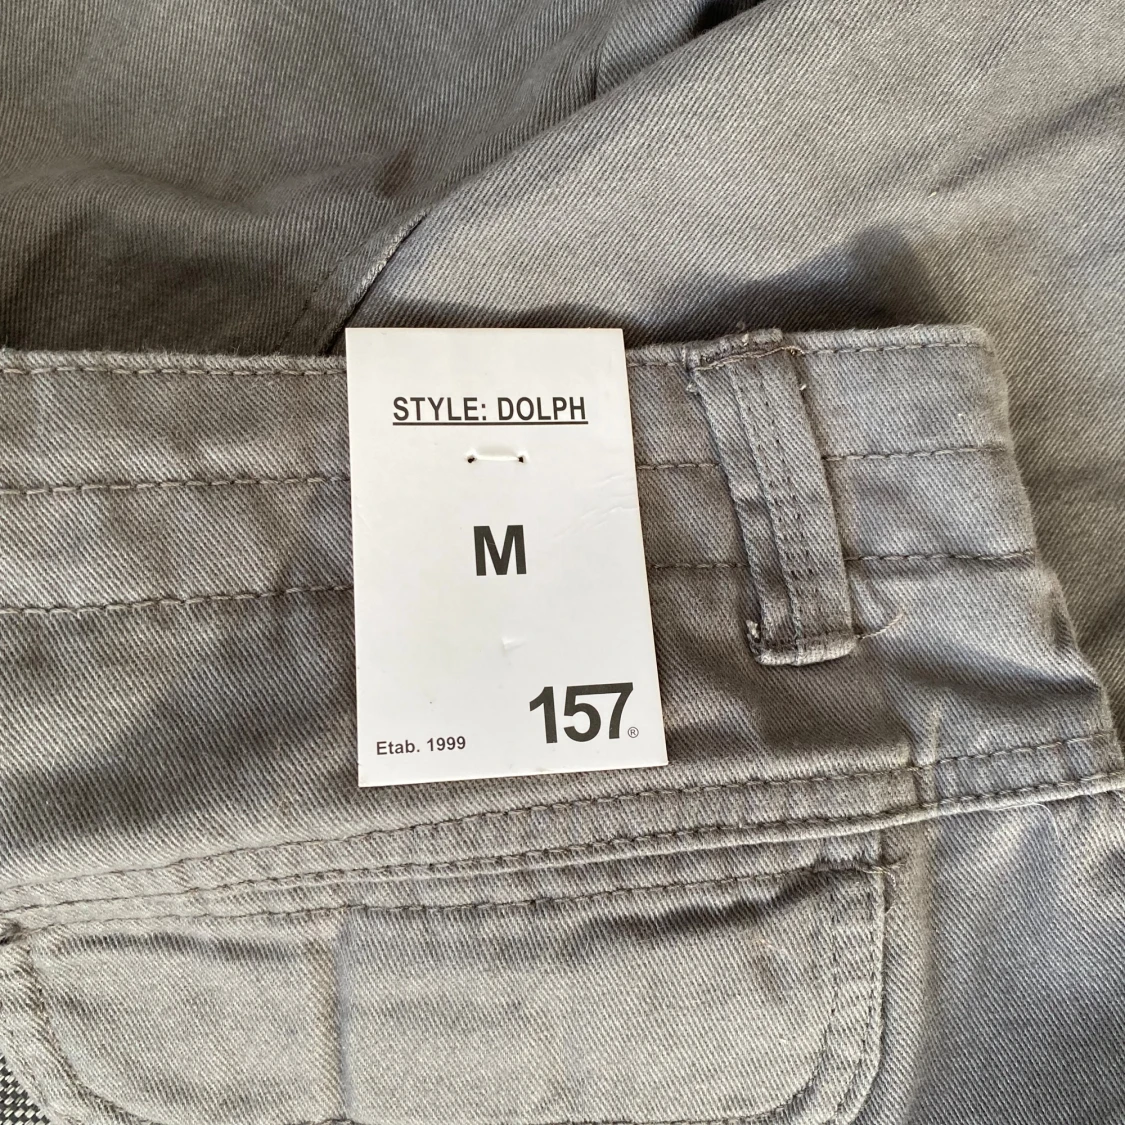 STYLE: DOLPH
M
157®
Etab. 1999